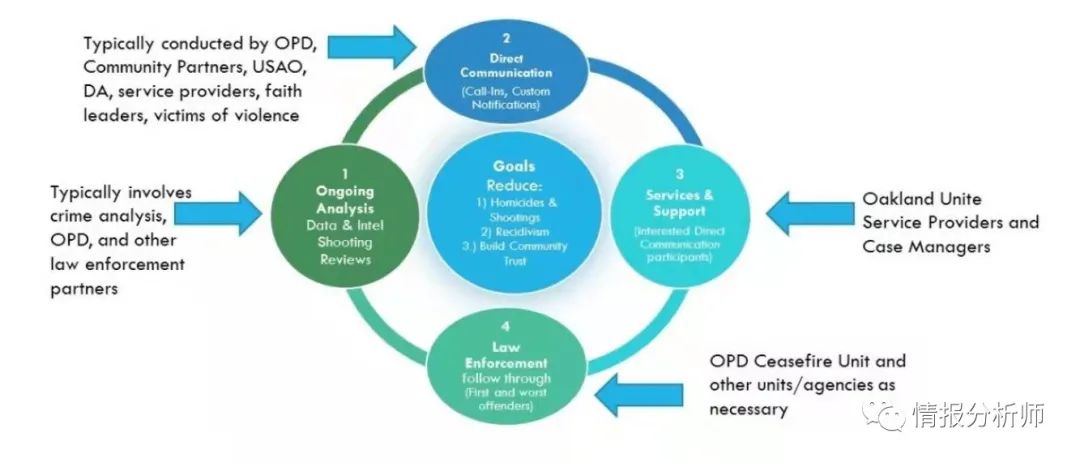 Typically conducted by OPD,
Community Partners, USAO,
DA, service providers, faith
leaders, victims of violence
2
Direct
Communication
(Call-Ins, Custom
Notifications)
1
Ongoing
Analysis
Data & Intel
Shooting
Reviews
Typically involves
crime analysis,
OPD, and other
law enforcement
partners
Goals
Reduce:
1) Homicides &
Shootings
2) Recidivism
3.) Build Community
Trust
3
Services &
Support
(Interested Direct
Communication
participants)
Oakland Unite
Service Providers and
Case Managers
4
Law
Enforcement
follow through
(First and worst
offenders)
OPD Ceasefire Unit and
other units/agencies as
necessary
情报分析师